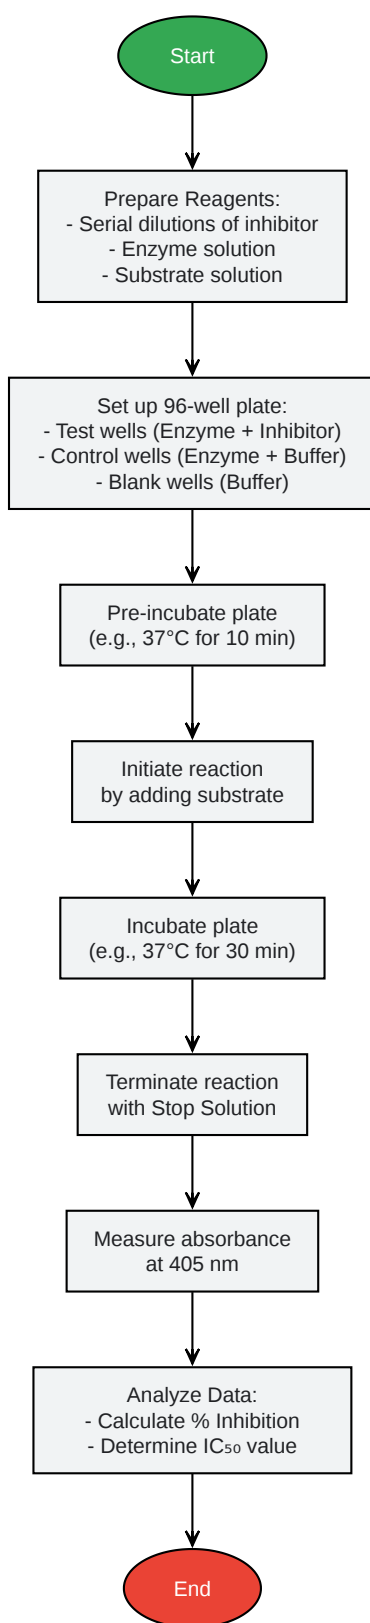 Start
Prepare Reagents:
- Serial dilutions of inhibitor
- Enzyme solution
- Substrate solution
Set up 96-well plate:
- Test wells (Enzyme + Inhibitor)
- Control wells (Enzyme + Buffer)
- Blank wells (Buffer)
Pre-incubate plate
(e.g., 37°C for 10 min)
Initiate reaction
by adding substrate
Incubate plate
(e.g., 37°C for 30 min)
Terminate reaction
with Stop Solution
Measure absorbance
at 405 nm
Analyze Data:
- Calculate % Inhibition
- Determine IC₅₀ value
End